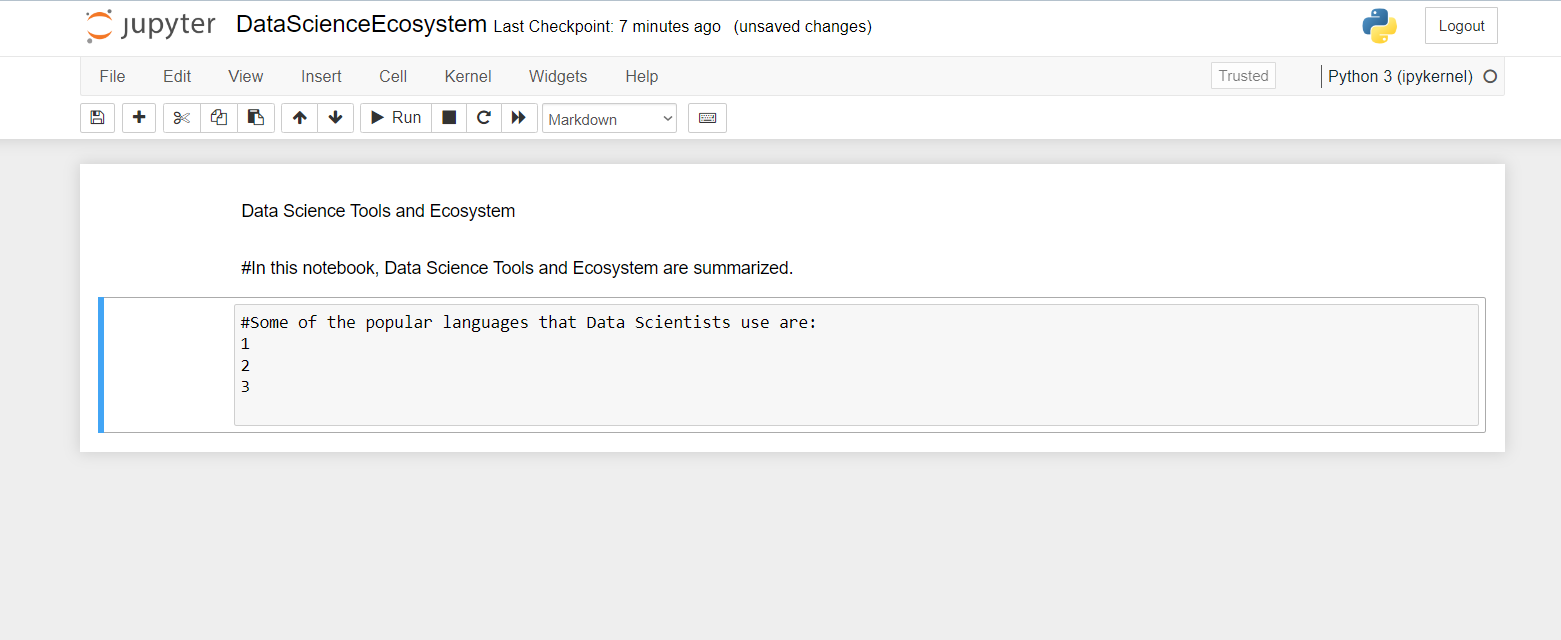 jupyter DataScienceEcosystem Last Checkpoint: 7 minutes ago (unsaved changes) Logout
File Edit View Insert Cell Kernel Widgets Help Trusted Python 3 (ipykernel)
Run Markdown
Data Science Tools and Ecosystem
#In this notebook, Data Science Tools and Ecosystem are summarized.
#Some of the popular languages that Data Scientists use are:
1
2
3